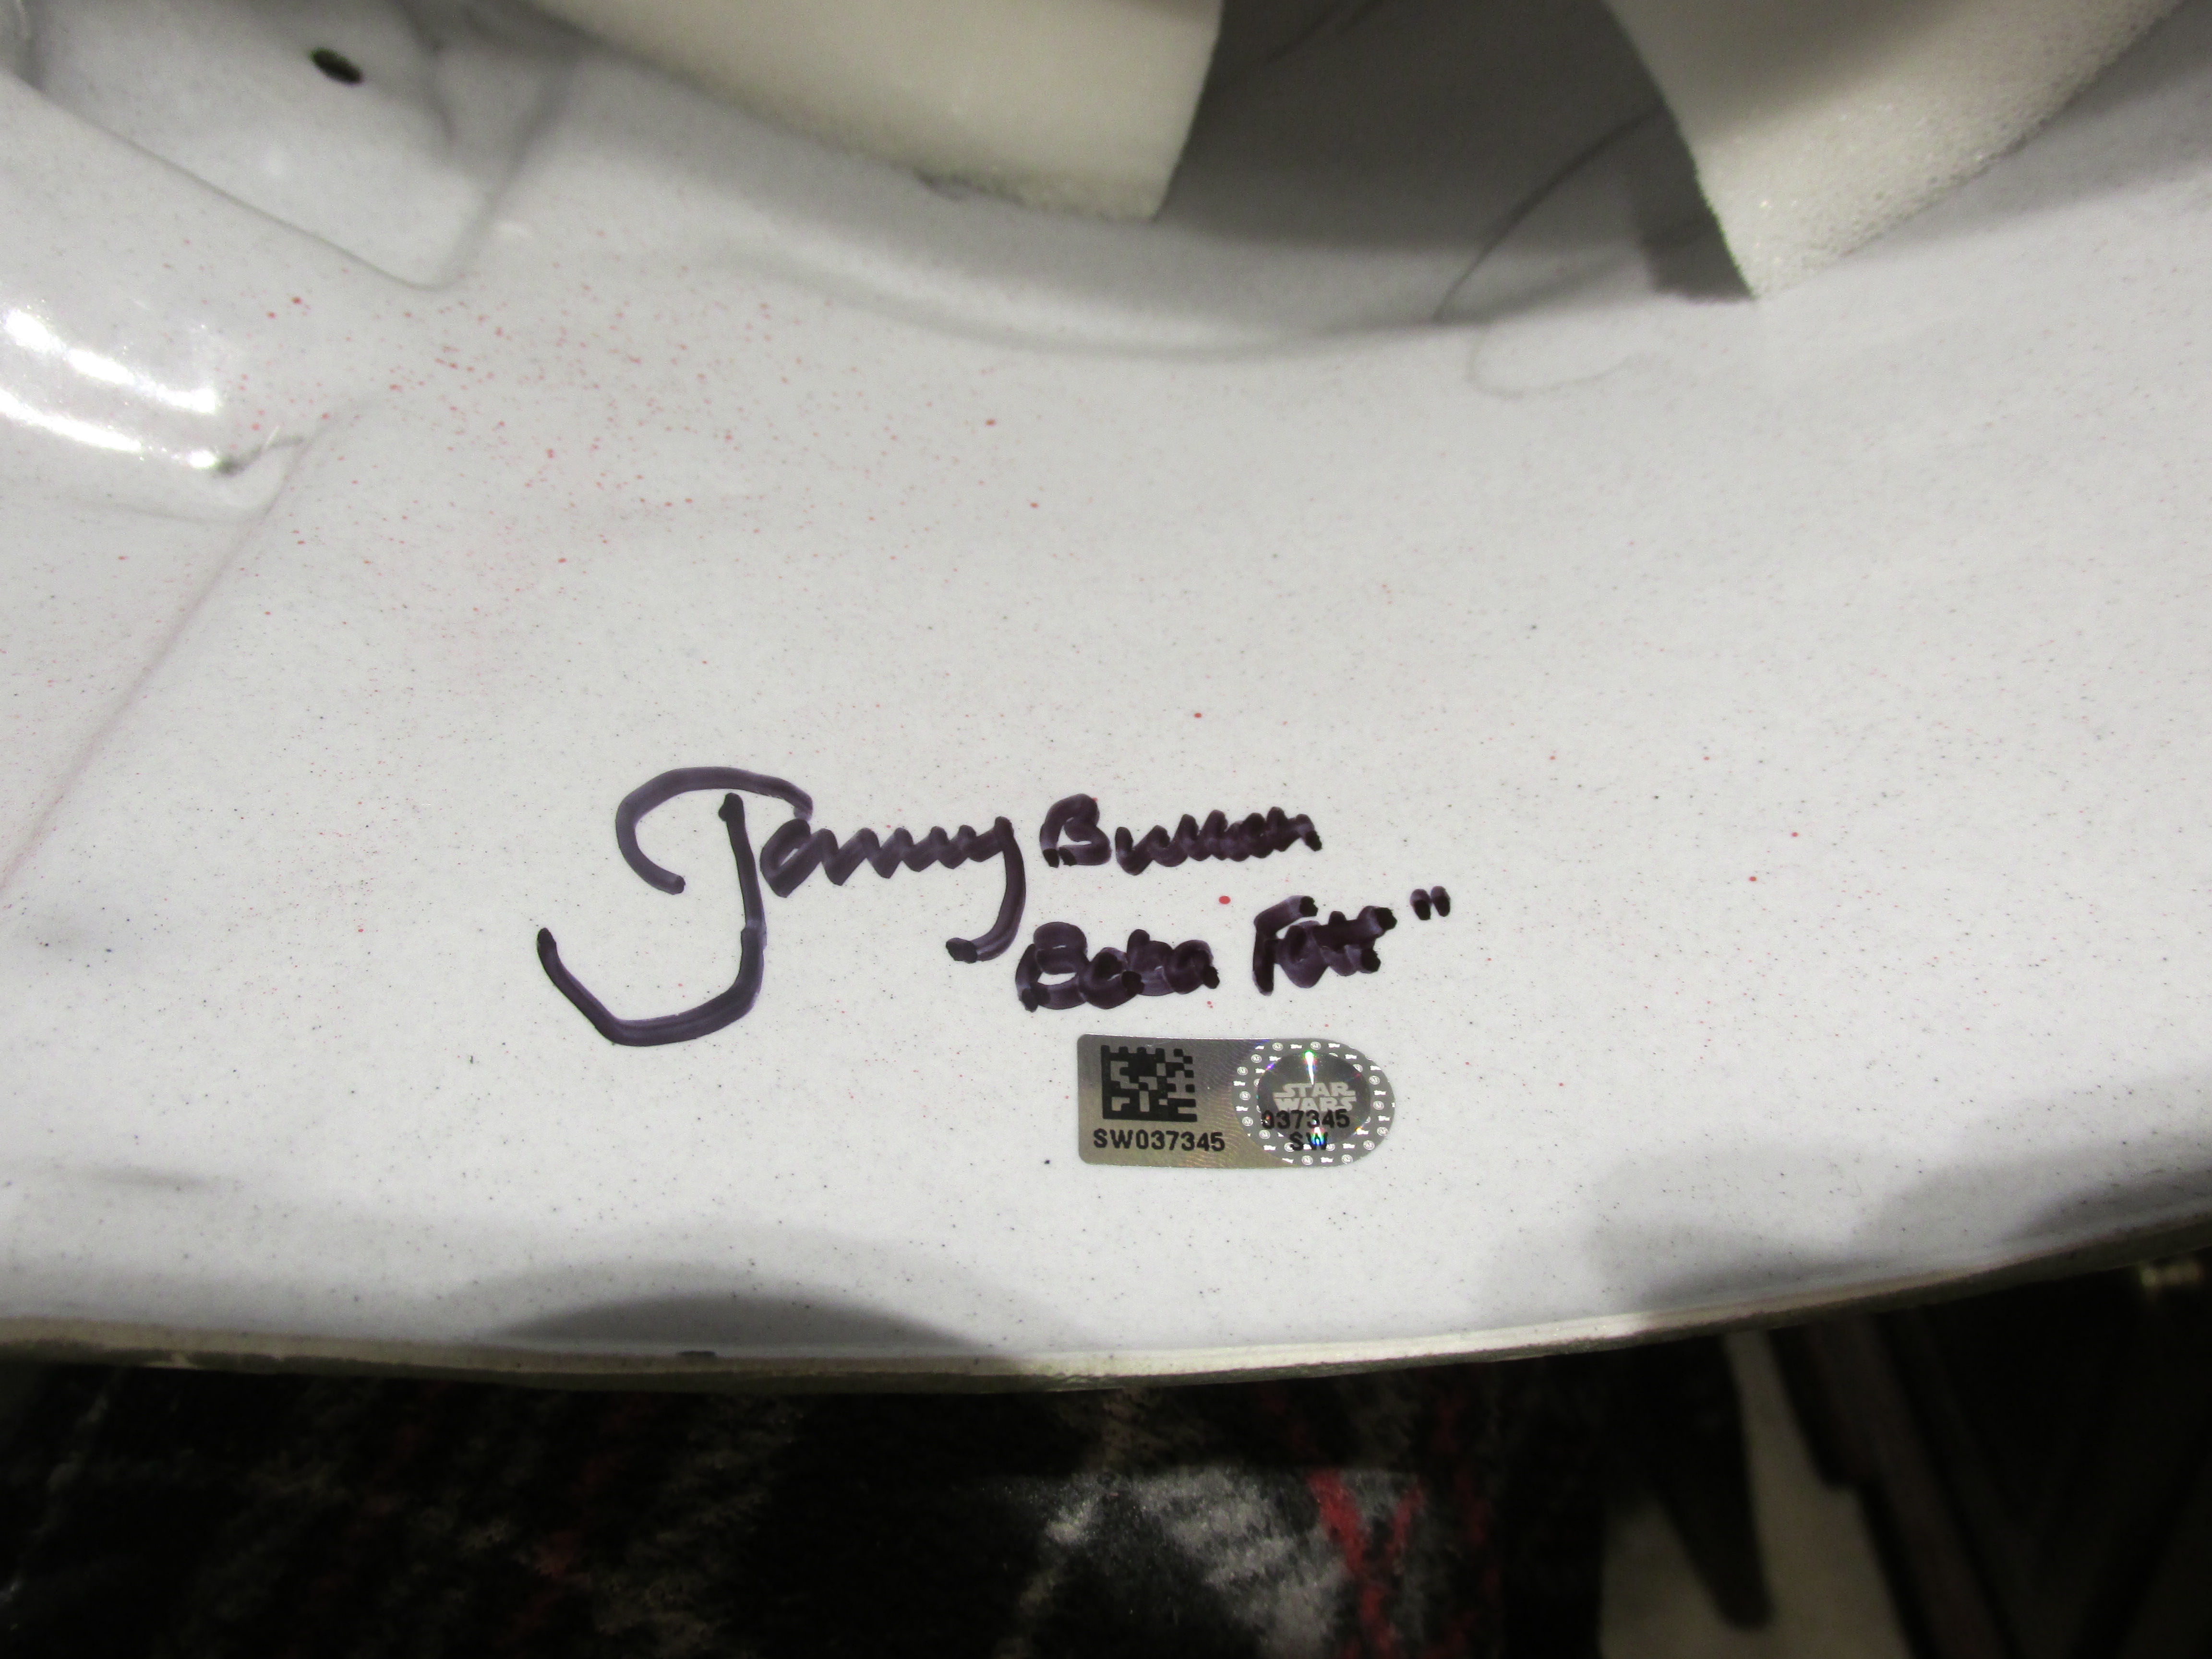 Jeremy Bulloch
Boba Fett"
STAR
WARS
037345
SW
SW037345